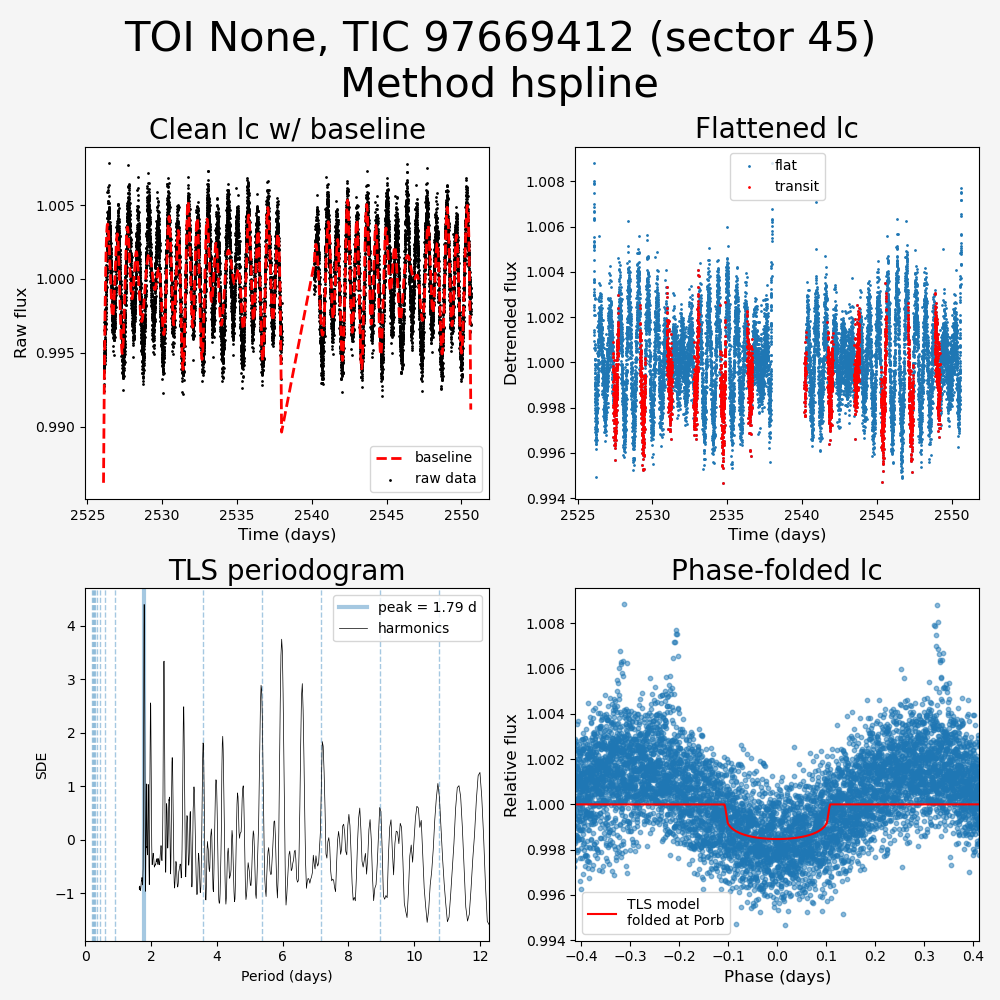 TOI None, TIC 97669412 (sector 45)
Method hspline
Clean lc w/ baseline
Raw flux
1.005
1.000
0.995
0.990
baseline
raw data
2525
2530
2535
2540
2545
2550
Time (days)
Flattened lc
Detrended flux
1.008
1.006
1.004
1.002
1.000
0.998
0.996
0.994
flat
transit
2525
2530
2535
2540
2545
2550
Time (days)
TLS periodogram
SDE
4
3
2
1
0
−1
peak = 1.79 d
harmonics
0
2
4
6
8
10
12
Period (days)
Phase-folded lc
Relative flux
1.008
1.006
1.004
1.002
1.000
0.998
0.996
0.994
TLS model
folded at Porb
−0.4
−0.3
−0.2
−0.1
0.0
0.1
0.2
0.3
0.4
Phase (days)